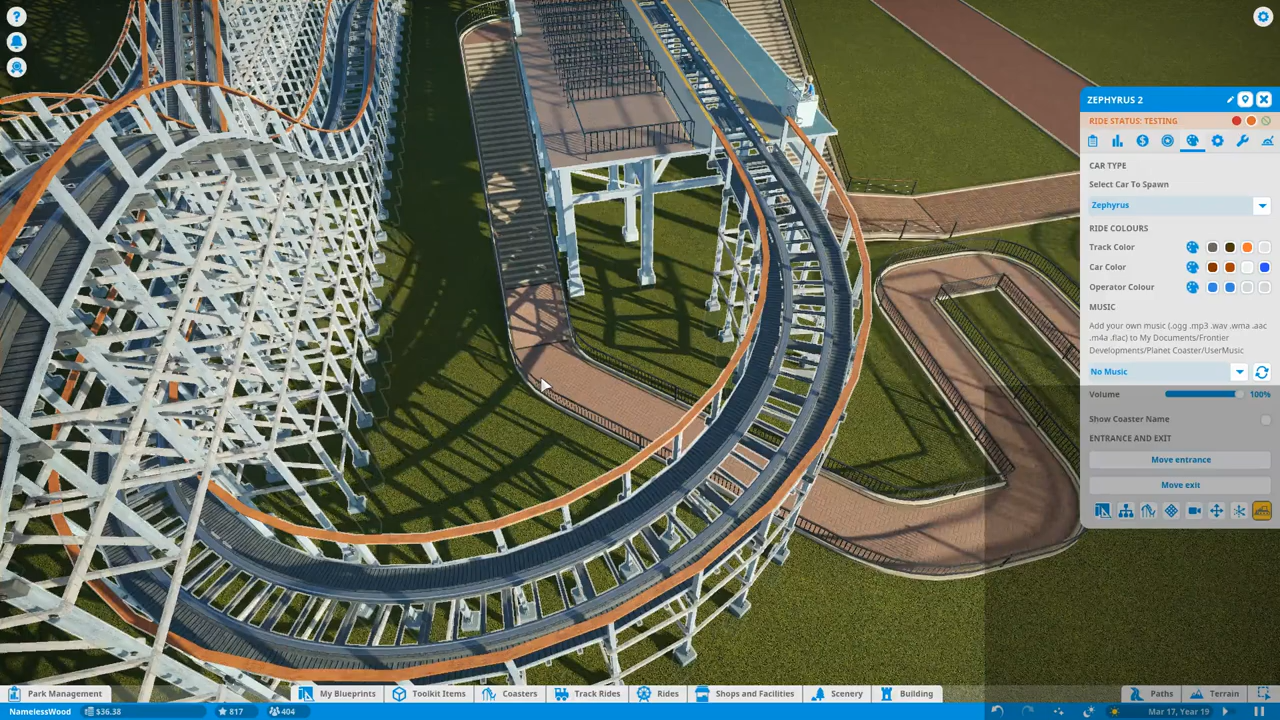 ZEPHYRUS 2
RIDE STATUS: TESTING
CAR TYPE
Select Car To Spawn
Zephyrus
RIDE COLOURS
Track Color
Car Color
Operator Colour
MUSIC
Add your own music (.ogg .mp3 .wav .wma .aac
.m4a .flac) to My Documents/Frontier
Developments/Planet Coaster/UserMusic
No Music
Volume 100%
Show Coaster Name
ENTRANCE AND EXIT
Move entrance
Move exit
Park Management
My Blueprints
Toolkit Items
Coasters
Track Rides
Rides
Shops and Facilities
Scenery
Building
Paths
Terrain
NamelessWood
$36.38
817
404
Mar 17, Year 19